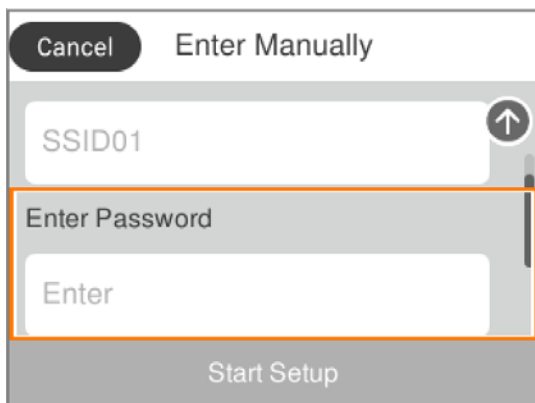 Cancel Enter Manually
SSID01
Enter Password
Enter
Start Setup